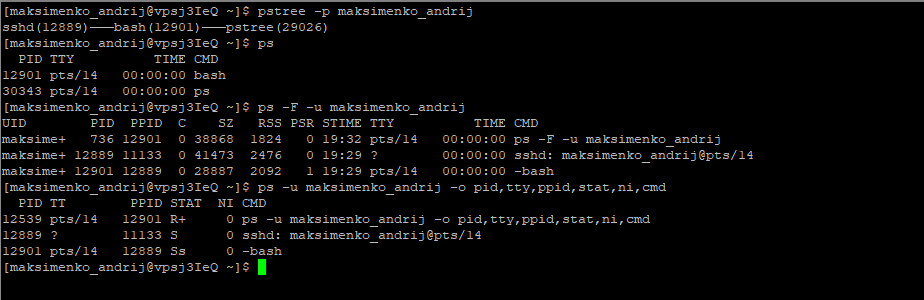 [maksimenko_andrij@vpsj3IeQ ~]$ pstree -p maksimenko_andrij
sshd(12889)───bash(12901)───pstree(29026)
[maksimenko_andrij@vpsj3IeQ ~]$ ps
  PID TTY          TIME CMD
12901 pts/14   00:00:00 bash
30343 pts/14   00:00:00 ps
[maksimenko_andrij@vpsj3IeQ ~]$ ps -F -u maksimenko_andrij
UID        PID  PPID  C    SZ   RSS PSR STIME TTY          TIME CMD
maksime+   736 12901  0 38868  1824   0 19:32 pts/14   00:00:00 ps -F -u maksimenko_andrij
maksime+ 12889 11133  0 41473  2476   0 19:29 ?        00:00:00 sshd: maksimenko_andrij@pts/14
maksime+ 12901 12889  0 28887  2092   1 19:29 pts/14   00:00:00 -bash
[maksimenko_andrij@vpsj3IeQ ~]$ ps -u maksimenko_andrij -o pid,tty,ppid,stat,ni,cmd
  PID TT        PPID STAT  NI CMD
12539 pts/14   12901 R+     0 ps -u maksimenko_andrij -o pid,tty,ppid,stat,ni,cmd
12889 ?        11133 S      0 sshd: maksimenko_andrij@pts/14
12901 pts/14   12889 Ss     0 -bash
[maksimenko_andrij@vpsj3IeQ ~]$